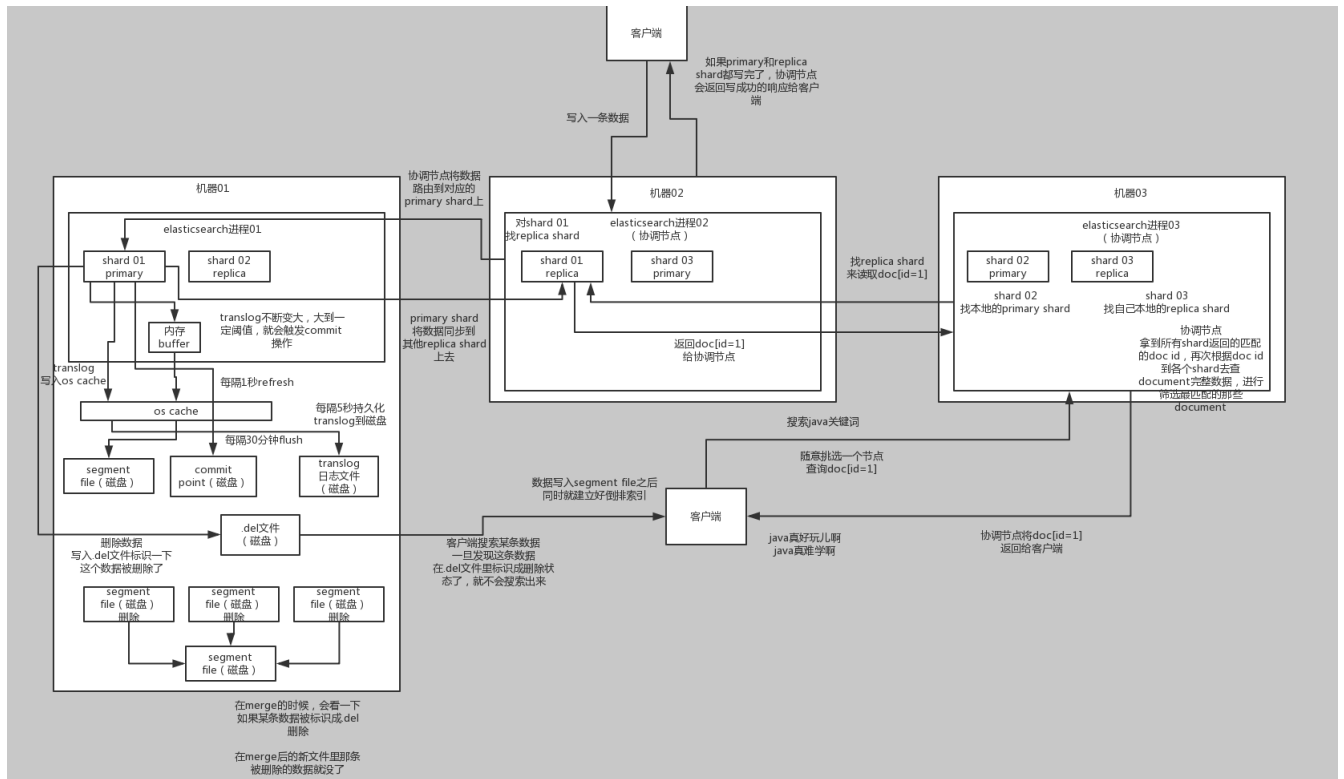 客户端
如果primary和replica
shard都写完了，协调节点
会返回写成功的响应给客户
端
写入一条数据
机器01
elasticsearch进程01
shard 01
primary
shard 02
replica
translog不断变大，大到一
定阈值，就会触发commit
操作
内存
buffer
translog
写入os cache
每隔1秒refresh
os cache
每隔5秒持久化
translog到磁盘
每隔30分钟flush
segment
file（磁盘）
commit
point（磁盘）
translog
日志文件
（磁盘）
.del文件
（磁盘）
删除数据
写入.del文件标识一下
这个数据被删除了
segment
file（磁盘）
删除
segment
file（磁盘）
删除
segment
file（磁盘）
删除
segment
file（磁盘）
在merge的时候，会看一下
如果某条数据被标识成.del
删除
在merge后的新文件里那条
被删除的数据就没了
协调节点将数据
路由到对应的
primary shard上
primary shard
将数据同步到
其他replica shard
上去
机器02
对shard 01
找replica shard
elasticsearch进程02
（协调节点）
shard 01
replica
shard 03
primary
返回doc[id=1]
给协调节点
找replica shard
来读取doc[id=1]
机器03
elasticsearch进程03
（协调节点）
shard 02
primary
shard 03
replica
shard 02
找本地的primary shard
shard 03
找自己本地的replica shard
协调节点
拿到所有shard返回的匹配
的doc id，再次根据doc id
到各个shard去查
document完整数据，进行
筛选最匹配的那些
document
搜索java关键词
随意挑选一个节点
查询doc[id=1]
数据写入segment file之后
同时就建立好倒排索引
客户端
客户端搜索某条数据
一旦发现这条数据
在.del文件里标识成删除状
态了，就不会搜索出来
java真好玩儿啊
java真难学啊
协调节点将doc[id=1]
返回给客户端